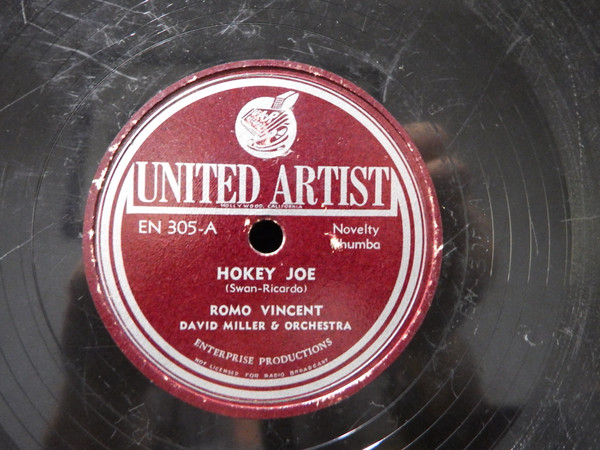 UNITED ARTIST
HOLLYWOOD, CALIFORNIA
EN 305-A
Novelty
Rhumba
HOKEY JOE
(Swan-Ricardo)
ROMO VINCENT
DAVID MILLER & ORCHESTRA
ENTERPRISE PRODUCTIONS
NOT LICENSED FOR RADIO BROADCAST